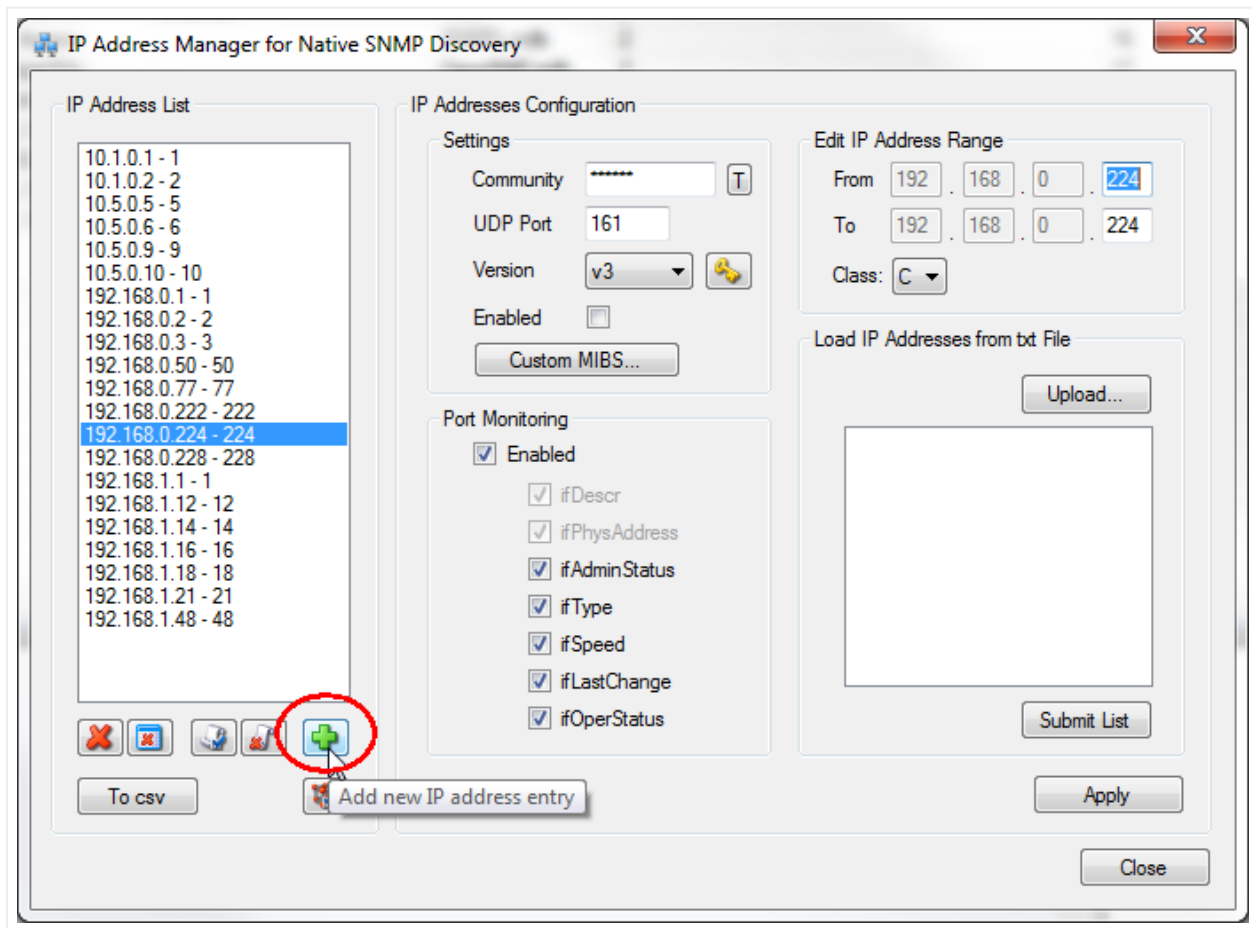 IP Address Manager for Native SNMP Discovery
IP Address List
10.1.0.1 - 1
10.1.0.2 - 2
10.5.0.5 - 5
10.5.0.6 - 6
10.5.0.9 - 9
10.5.0.10 - 10
192.168.0.1 - 1
192.168.0.2 - 2
192.168.0.3 - 3
192.168.0.50 - 50
192.168.0.77 - 77
192.168.0.222 - 222
192.168.0.224 - 224
192.168.0.228 - 228
192.168.1.1 - 1
192.168.1.12 - 12
192.168.1.14 - 14
192.168.1.16 - 16
192.168.1.18 - 18
192.168.1.21 - 21
192.168.1.48 - 48
To csv
Add new IP address entry
IP Addresses Configuration
Settings
Community ****** T
UDP Port 161
Version v3
Enabled
Custom MIBS...
Port Monitoring
Enabled
ifDescr
ifPhysAddress
ifAdminStatus
ifType
ifSpeed
ifLastChange
ifOperStatus
Edit IP Address Range
From 192 . 168 . 0 . 224
To 192 . 168 . 0 . 224
Class: C
Load IP Addresses from txt File
Upload...
Submit List
Apply
Close